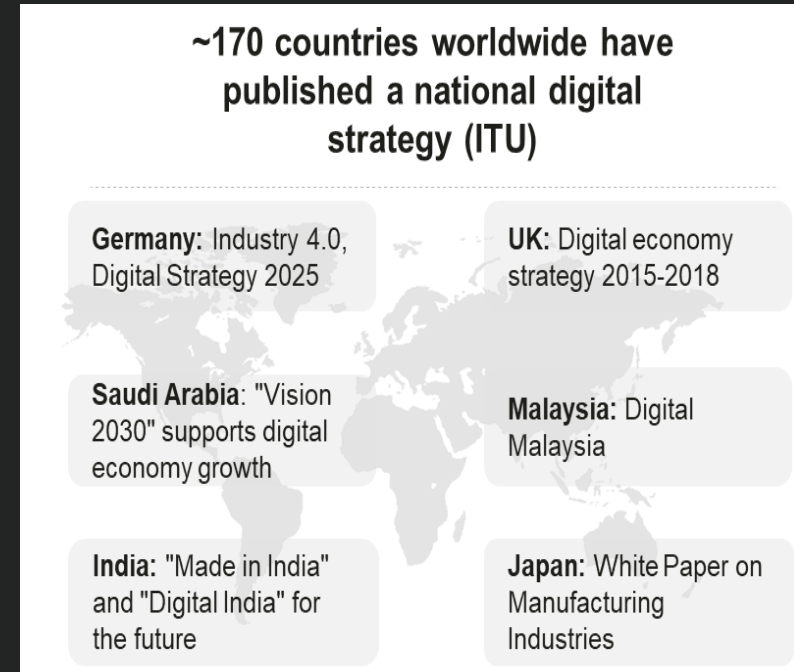 ~170 countries worldwide have
published a national digital
strategy (ITU)
Germany: Industry 4.0,
Digital Strategy 2025
UK: Digital economy
strategy 2015-2018
Saudi Arabia: "Vision
2030" supports digital
economy growth
Malaysia: Digital
Malaysia
India: "Made in India"
and "Digital India" for
the future
Japan: White Paper on
Manufacturing
Industries